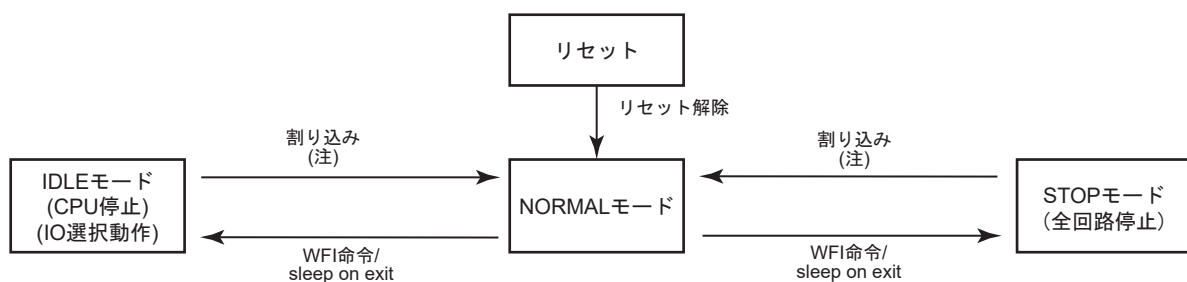 リセット
リセット解除
割り込み
(注)
割り込み
(注)
IDLEモード
(CPU停止)
(IO選択動作)
NORMALモード
STOPモード
(全回路停止)
WFI命令/
sleep on exit
WFI命令/
sleep on exit